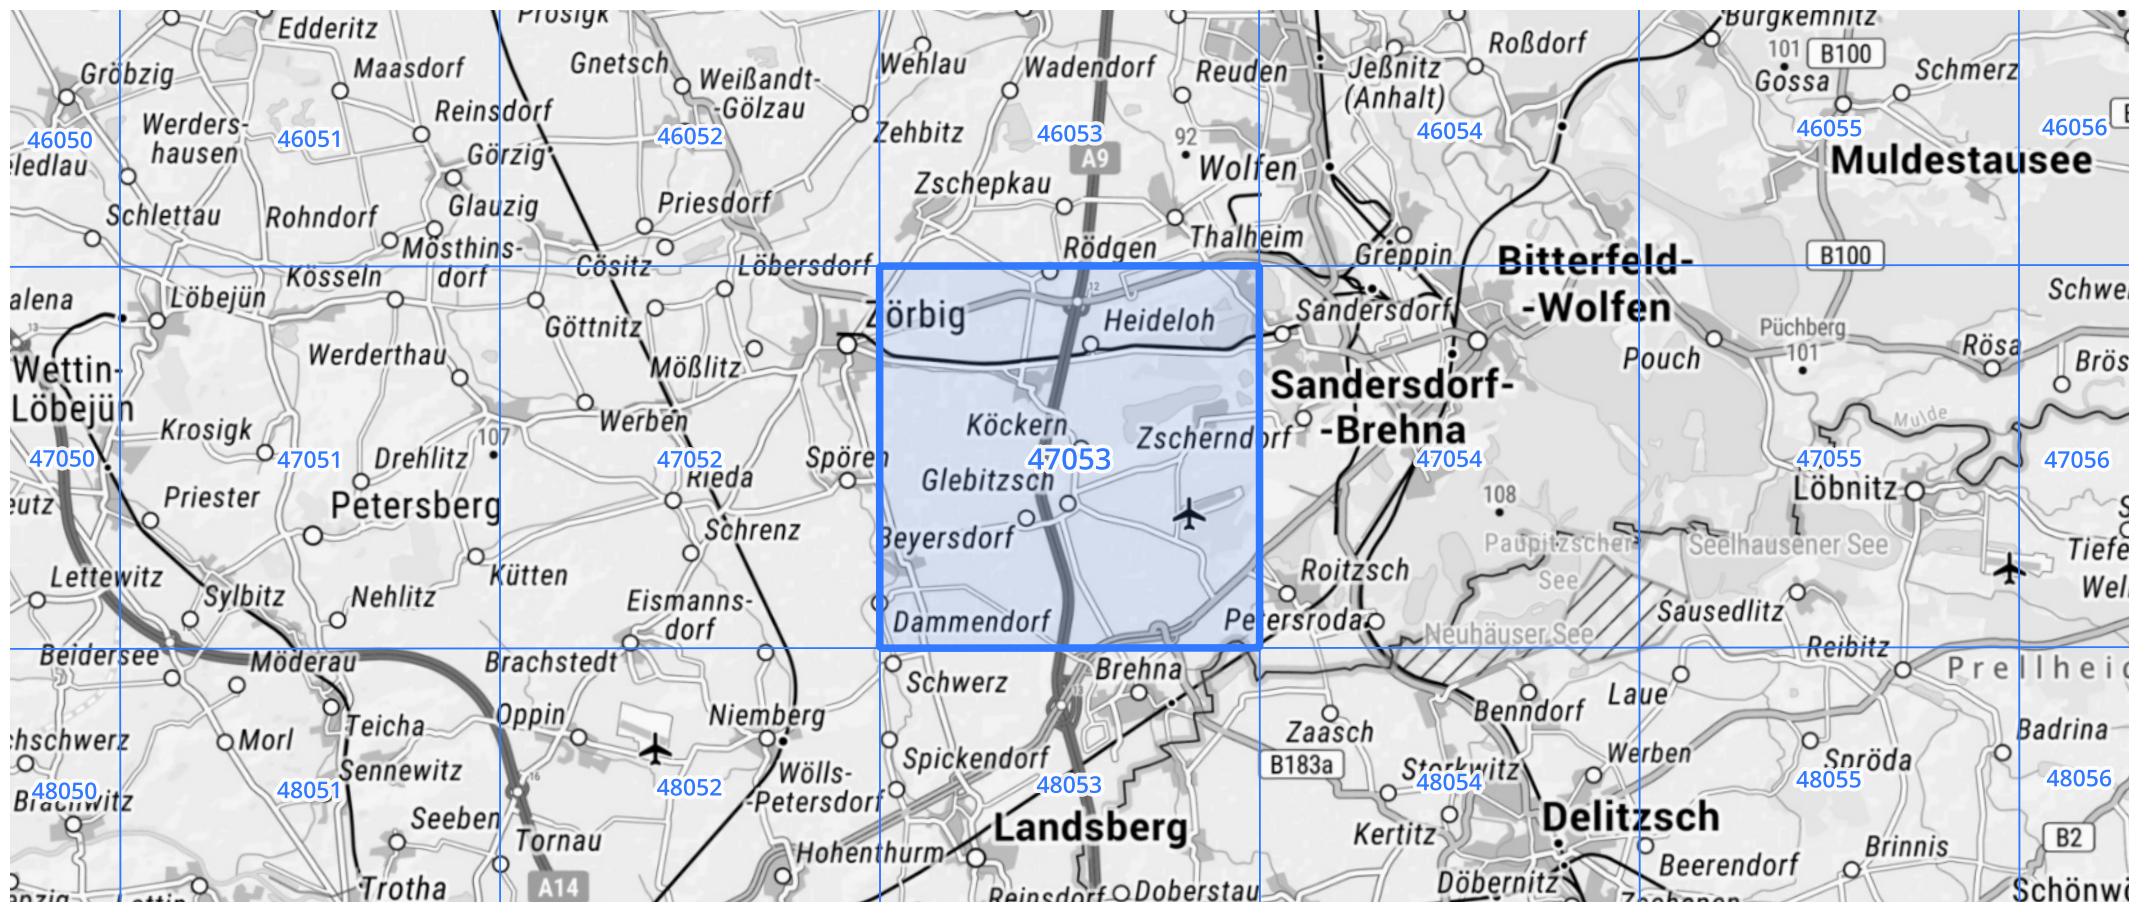 Edderitz
Prosigk
Burgkemnitz
Gröbzig
Maasdorf
Gnetsch
Weißandt-
-Gölzau
Wehlau
Wadendorf
Reuden
Jeßnitz
(Anhalt)
Roßdorf
101
Gossa
B100
Schmerz
Reinsdorf
Werders-
hausen
46050
46051
46052
Zehbitz
46053
92
46054
46055
46056
Görzig
A9
Wolfen
Muldestausee
Schlettau
Rohndorf
Glauzig
Priesdorf
Zschepkau
Mösthins-
dorf
Rödgen
Thalheim
Greppin
Bitterfeld-
-Wolfen
B100
Kösseln
Cösitz
Löbersdorf
Löbejün
Zörbig
12
Heideloh
Sandersdorf
Püchberg
101
13
Göttnitz
Werderthau
Mößlitz
Pouch
Rösa
Wettin-
Löbejün
Sandersdorf-
-Brehna
Krosigk
107
Werben
Köckern
Zscherndorf
Mulde
47050
47051
Drehlitz
47052
Spören
47053
47054
47055
47056
Rieda
Glebitzsch
Löbnitz
Priester
Petersberg
108
Schrenz
Beyersdorf
Paupitzscher
See
Seelhausener See
Lettewitz
Sylbitz
Nehlitz
Kütten
Eismanns-
dorf
Roitzsch
Dammendorf
Petersroda
Neuhäuser See
Sausedlitz
Reibitz
Beidersee
Möderau
Brachstedt
Schwerz
Brehna
13
Laue
Benndorf
Teicha
Morl
Oppin
Niemberg
Zaasch
Badrina
Werben
Spröda
Sennewitz
Spickendorf
B183a
Storkwitz
Wölls-
-Petersdorf
48050
48051
16
48052
48053
48054
48055
48056
Brachwitz
Seeben
Tornau
Hohenthurm
Landsberg
Kertitz
Delitzsch
B2
Brinnis
Beerendorf
Trotha
A14
Reinsdorf
Doberstau
Döbernitz